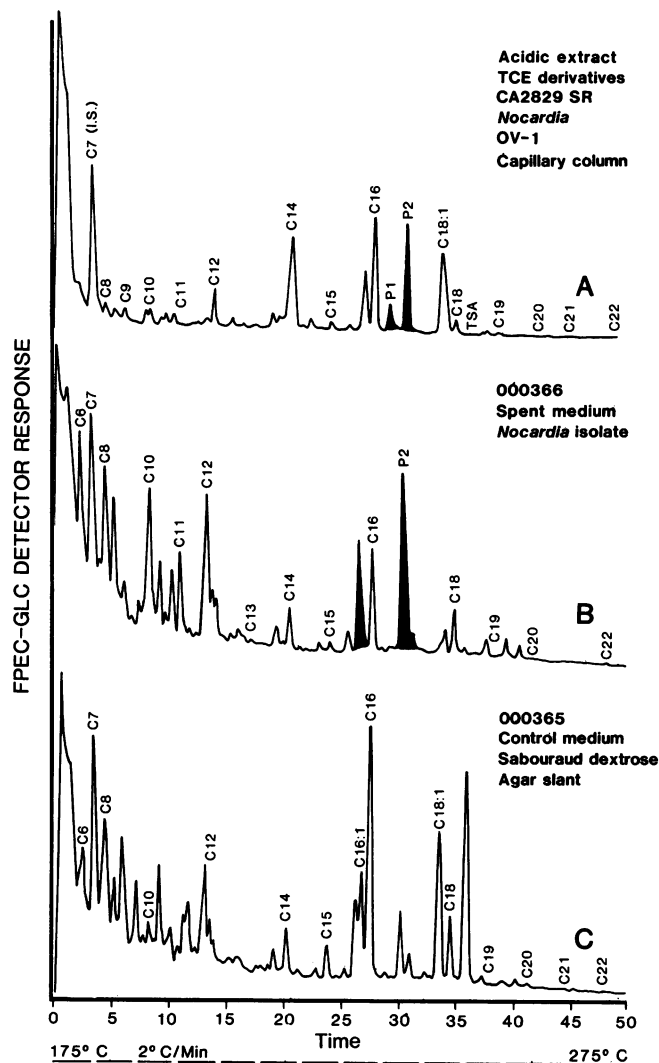 FPEC-GLC DETECTOR RESPONSE
Acidic extract
TCE derivatives
CA2829 SR
Nocardia
OV-1
Capillary column
A
C7 (I.S.)
C8
C9
C10
C11
C12
C14
C15
C16
P1
P2
C18:1
C18
TSA
C19
C20
C21
C22
000366
Spent medium
Nocardia isolate
B
C6
C7
C8
C10
C11
C12
C13
C14
C15
C16
P2
C18
C19
C20
C22
000365
Control medium
Sabouraud dextrose
Agar slant
C
C6
C7
C8
C10
C12
C14
C15
C16:1
C16
C18:1
C18
C19
C20
C21
C22
0 5 10 15 20 25 30 35 40 45 50
Time
175° C 2° C/Min 275° C